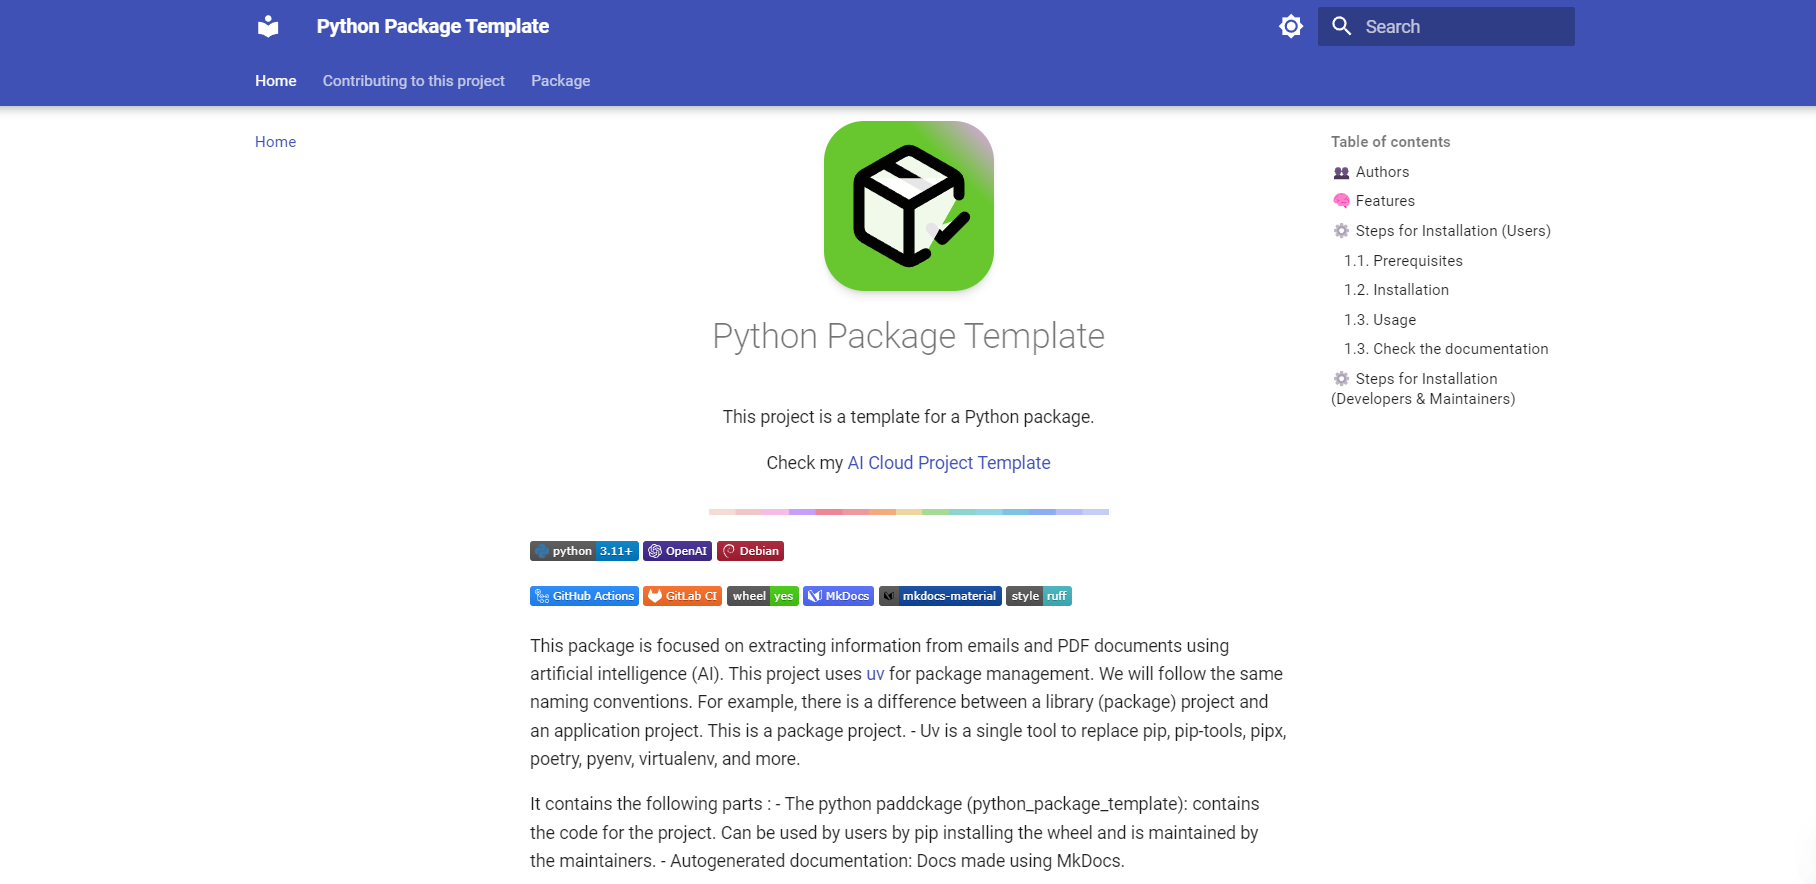 Python Package Template
Search
Home
Contributing to this project
Package
Home
Python Package Template
This project is a template for a Python package.
Check my AI Cloud Project Template
python 3.11+
OpenAI
Debian
GitHub Actions
GitLab CI
wheel yes
MkDocs
mkdocs-material
style ruff
This package is focused on extracting information from emails and PDF documents using
artificial intelligence (AI). This project uses uv for package management. We will follow the same
naming conventions. For example, there is a difference between a library (package) project and
an application project. This is a package project. - Uv is a single tool to replace pip, pip-tools, pipx,
poetry, pyenv, virtualenv, and more.
It contains the following parts : - The python paddckage (python_package_template): contains
the code for the project. Can be used by users by pip installing the wheel and is maintained by
the maintainers. - Autogenerated documentation: Docs made using MkDocs.
Table of contents
Authors
Features
Steps for Installation (Users)
1.1. Prerequisites
1.2. Installation
1.3. Usage
1.3. Check the documentation
Steps for Installation
(Developers & Maintainers)